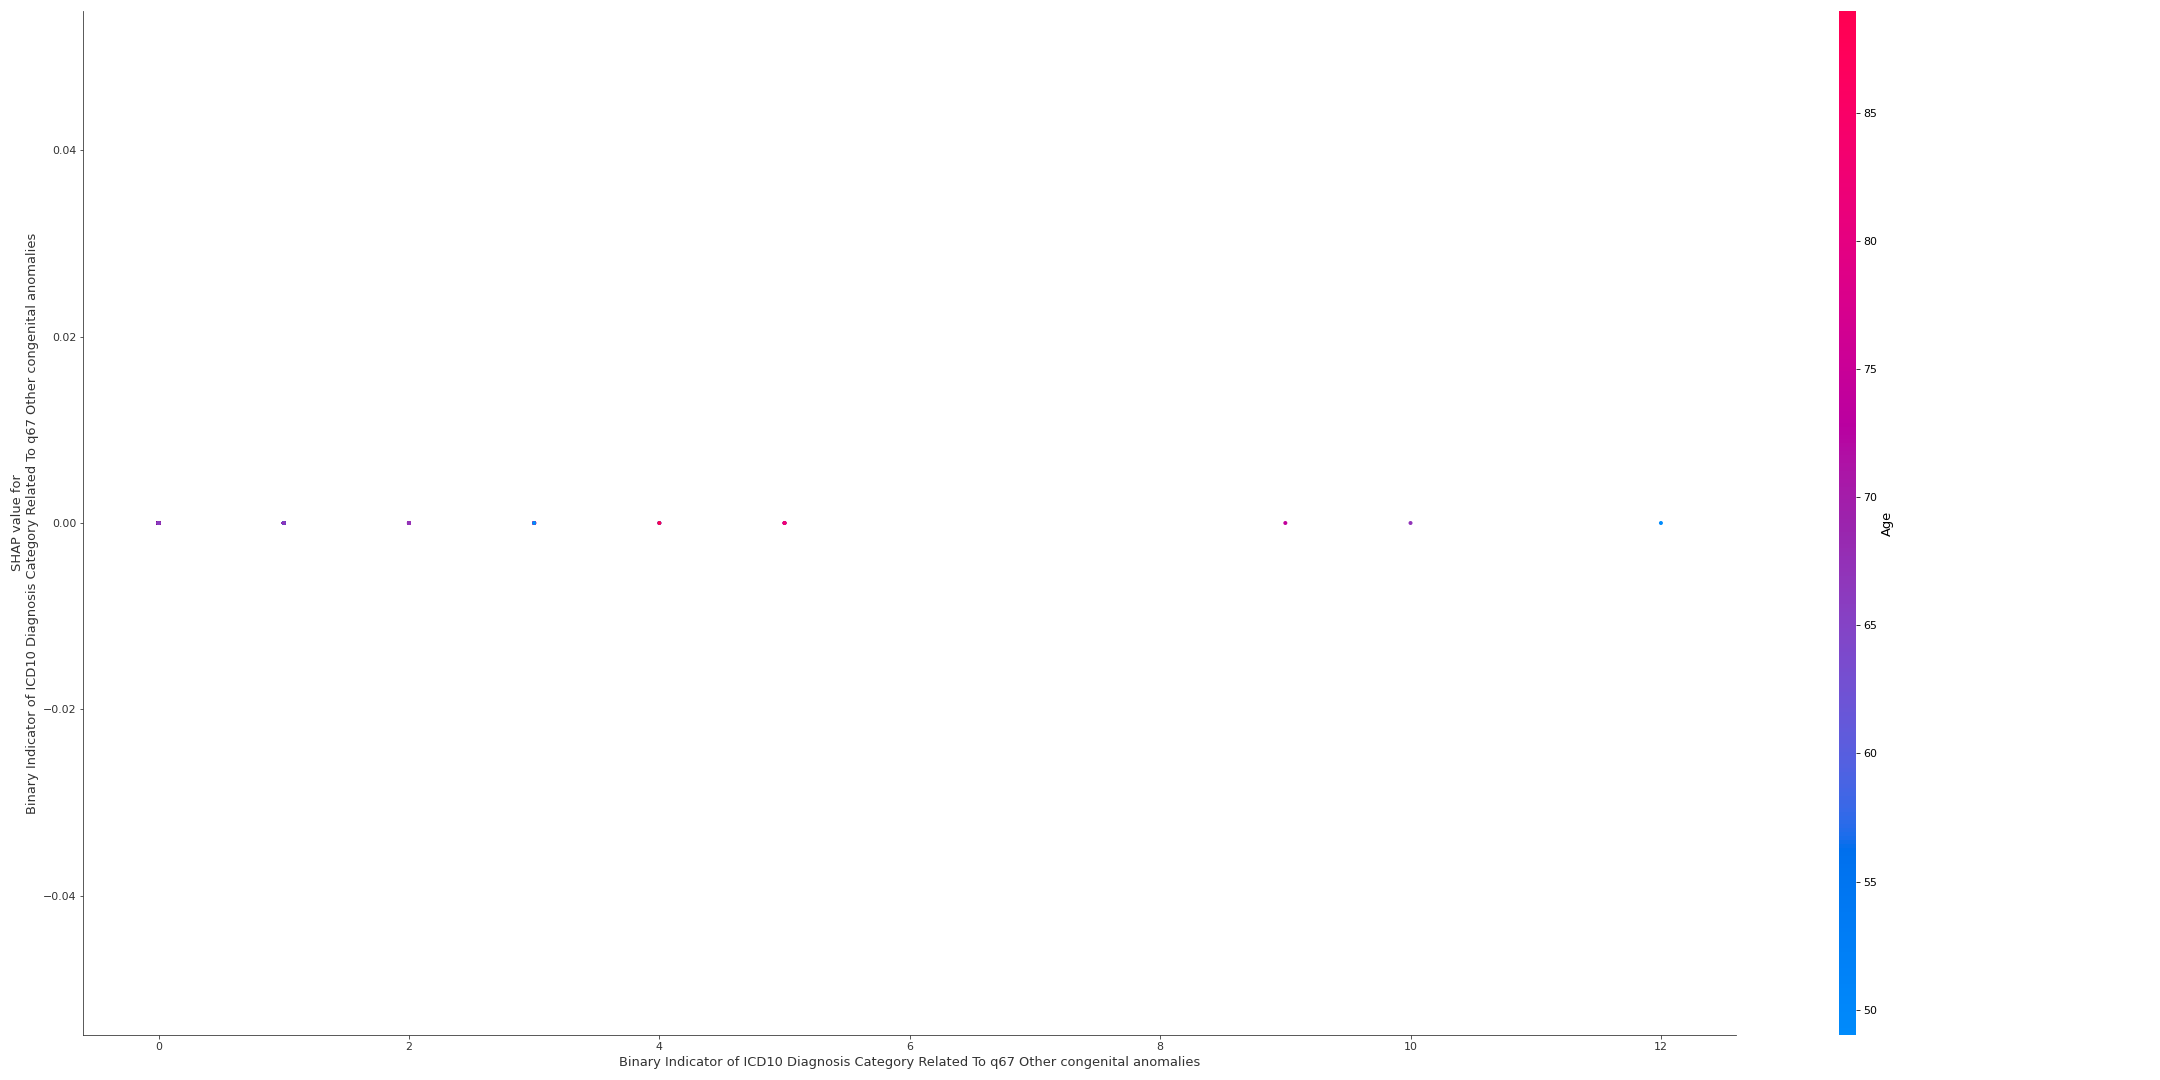 SHAP value for
Binary Indicator of ICD10 Diagnosis Category Related To q67 Other congenital anomalies
0.04
0.02
0.00
−0.02
−0.04
0 2 4 6 8 10 12
Binary Indicator of ICD10 Diagnosis Category Related To q67 Other congenital anomalies
85
80
75
70
65
60
55
50
Age